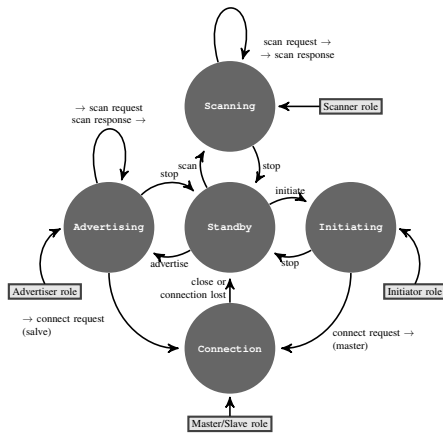 scan request →
→ scan response
Scanning
Scanner role
→ scan request
scan response →
stop
scan
stop
initiate
Advertising
Standby
Initiating
advertise
stop
Advertiser role
close or
connection lost
Initiator role
→ connect request
(salve)
connect request →
(master)
Connection
Master/Slave role